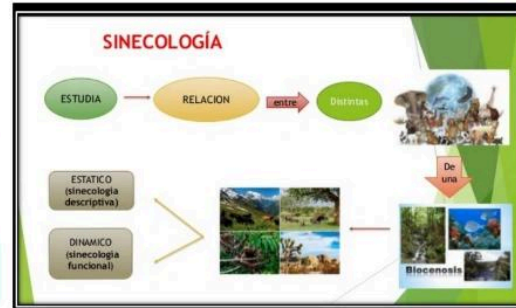 SINECOLOGÍA
ESTUDIA
RELACION
entre
Distintas
De
una
Biocenosis
ESTATICO
(sinecologia
descriptiva)
DINAMICO
(sinecologia
funcional)